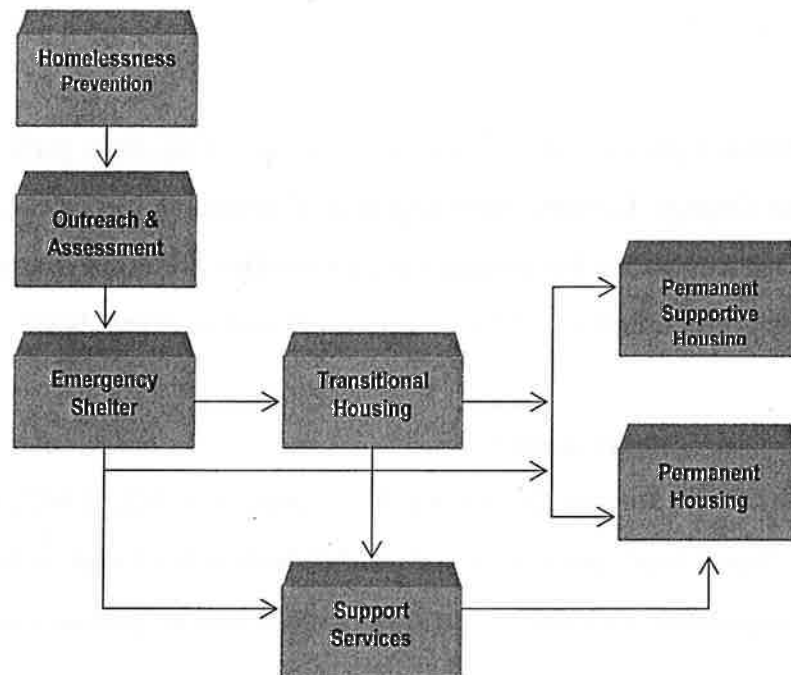 Homelessness
Prevention
Outreach &
Assessment
Emergency
Shelter
Transitional
Housing
Permanent
Supportive
Housing
Permanent
Housing
Support
Services